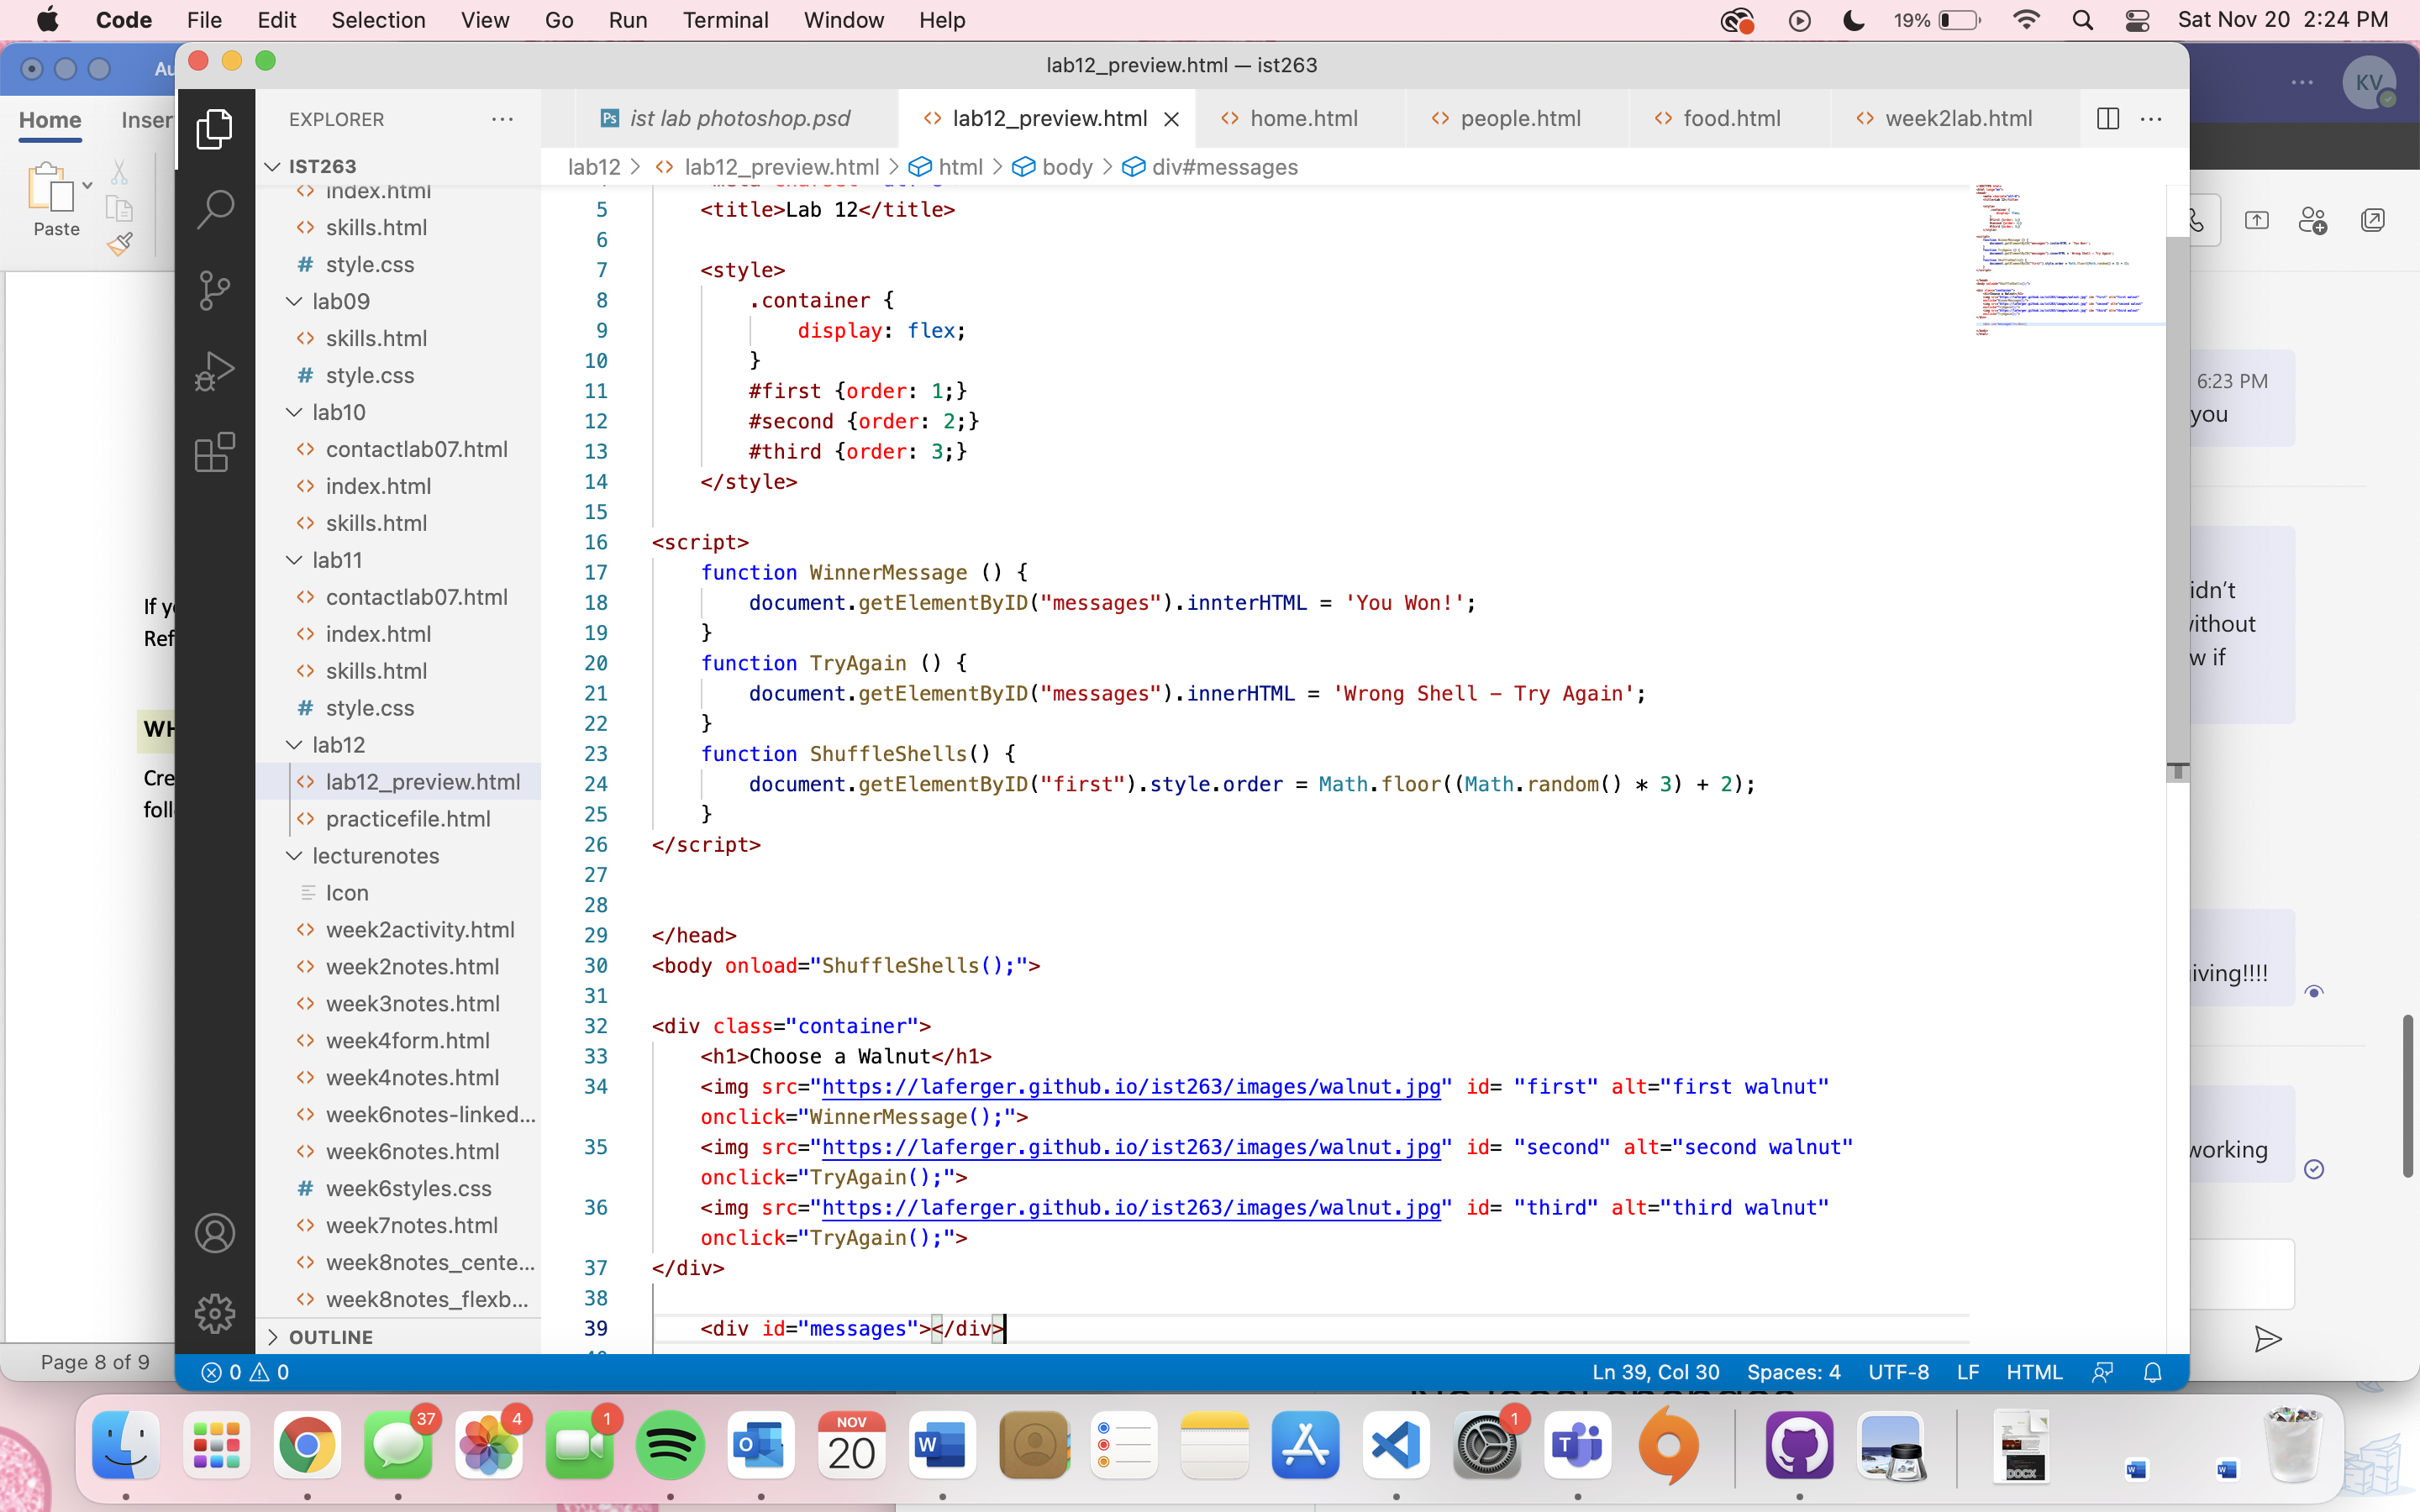 Code File Edit Selection View Go Run Terminal Window Help 19% Sat Nov 20 2:24 PM
lab12_preview.html — ist263
KV
Home
Paste
Page 8 of 9
EXPLORER
IST263
index.html
skills.html
# style.css
lab09
skills.html
# style.css
lab10
contactlab07.html
index.html
skills.html
lab11
contactlab07.html
index.html
skills.html
# style.css
lab12
lab12_preview.html
practicefile.html
lecturenotes
Icon
week2activity.html
week2notes.html
week3notes.html
week4form.html
week4notes.html
week6notes-linked...
week6notes.html
# week6styles.css
week7notes.html
week8notes_cente...
week8notes_flexb...
OUTLINE
Ps ist lab photoshop.psd lab12_preview.html home.html people.html food.html week2lab.html
lab12 > lab12_preview.html > html > body > div#messages
5 <title>Lab 12</title>
6
7 <style>
8 .container {
9 display: flex;
10 }
11 #first {order: 1;}
12 #second {order: 2;}
13 #third {order: 3;}
14 </style>
15
16 <script>
17 function WinnerMessage () {
18 document.getElementByID("messages").innterHTML = 'You Won!';
19 }
20 function TryAgain () {
21 document.getElementByID("messages").innerHTML = 'Wrong Shell – Try Again';
22 }
23 function ShuffleShells() {
24 document.getElementByID("first").style.order = Math.floor((Math.random() * 3) + 2);
25 }
26 </script>
27
28
29 </head>
30 <body onload="ShuffleShells();">
31
32 <div class="container">
33 <h1>Choose a Walnut</h1>
34 <img src="https://laferger.github.io/ist263/images/walnut.jpg" id= "first" alt="first walnut"
onclick="WinnerMessage();">
35 <img src="https://laferger.github.io/ist263/images/walnut.jpg" id= "second" alt="second walnut"
onclick="TryAgain();">
36 <img src="https://laferger.github.io/ist263/images/walnut.jpg" id= "third" alt="third walnut"
onclick="TryAgain();">
37 </div>
38
39 <div id="messages"></div>
0 0 Ln 39, Col 30 Spaces: 4 UTF-8 LF HTML
6:23 PM
you
w if
working
37 4 1 1
NOV
20
DOCX